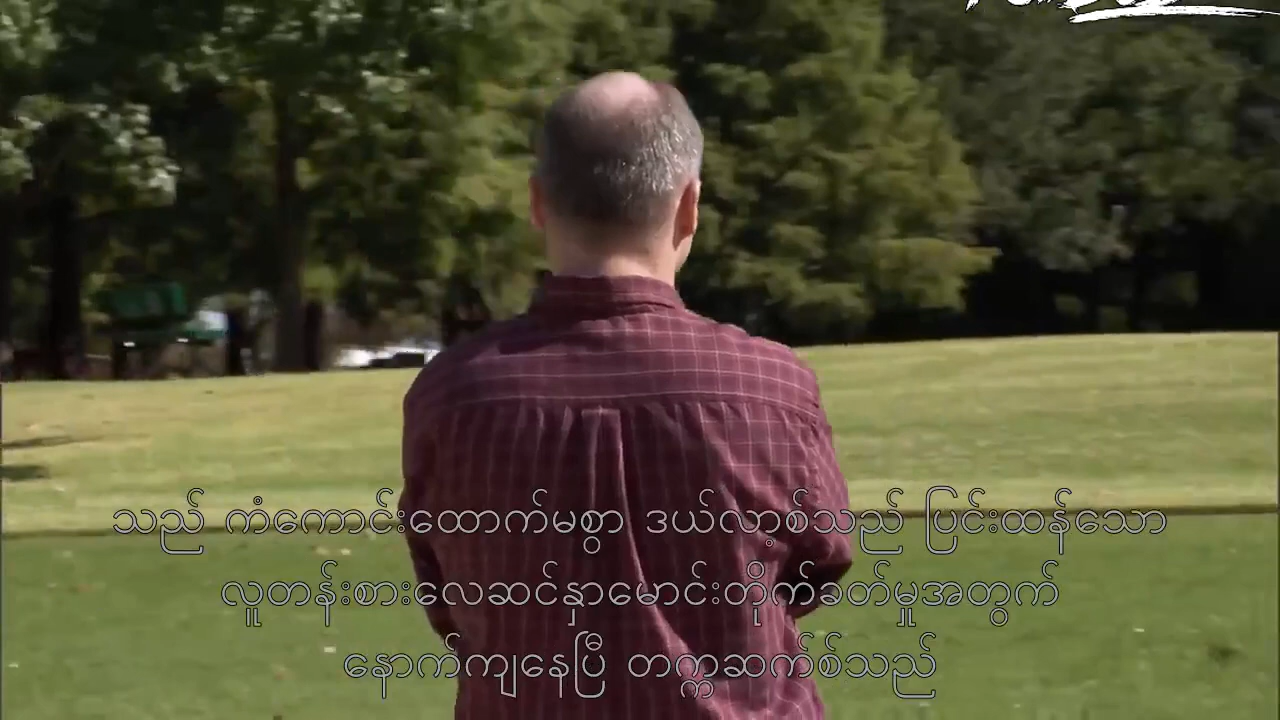 သည် ကံကောင်းထောက်မစွာ ဒယ်လာ့စ်သည် ပြင်းထန်သော
လူတန်းစားလေဆင်နှာမောင်းတိုက်ခတ်မှုအတွက်
နောက်ကျနေပြီ တက္ကဆက်စ်သည်